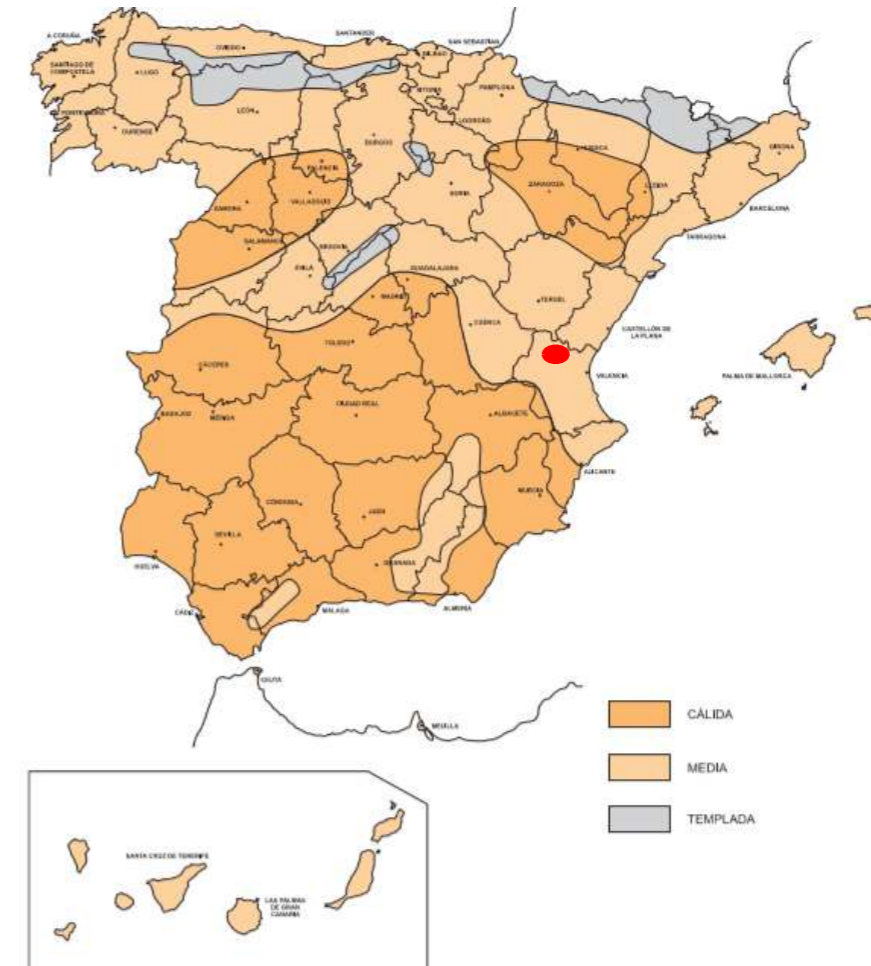 A CORUÑA
SANTANDER
OVIEDO
BILBAO
SAN SEBASTIÁN
SANTIAGO DE
COMPOSTELA
LUGO
VITORIA
PAMPLONA
LEÓN
LOGROÑO
PONTEVEDRA
OURENSE
BURGOS
HUESCA
GIRONA
PALENCIA
ZARAGOZA
LLEIDA
ZAMORA
VALLADOLID
SORIA
BARCELONA
SALAMANCA
SEGOVIA
TARRAGONA
ÁVILA
GUADALAJARA
MADRID
TERUEL
CUENCA
CASTELLÓN DE
LA PLANA
TOLEDO
CÁCERES
VALENCIA
PALMA DE MALLORCA
BADAJOZ
MÉRIDA
CIUDAD REAL
ALBACETE
ALICANTE
CÓRDOBA
MURCIA
JAÉN
SEVILLA
HUELVA
GRANADA
CÁDIZ
MÁLAGA
ALMERÍA
CEUTA
MELILLA
CÁLIDA
MEDIA
TEMPLADA
SANTA CRUZ DE TENERIFE
LAS PALMAS
DE GRAN
CANARIA